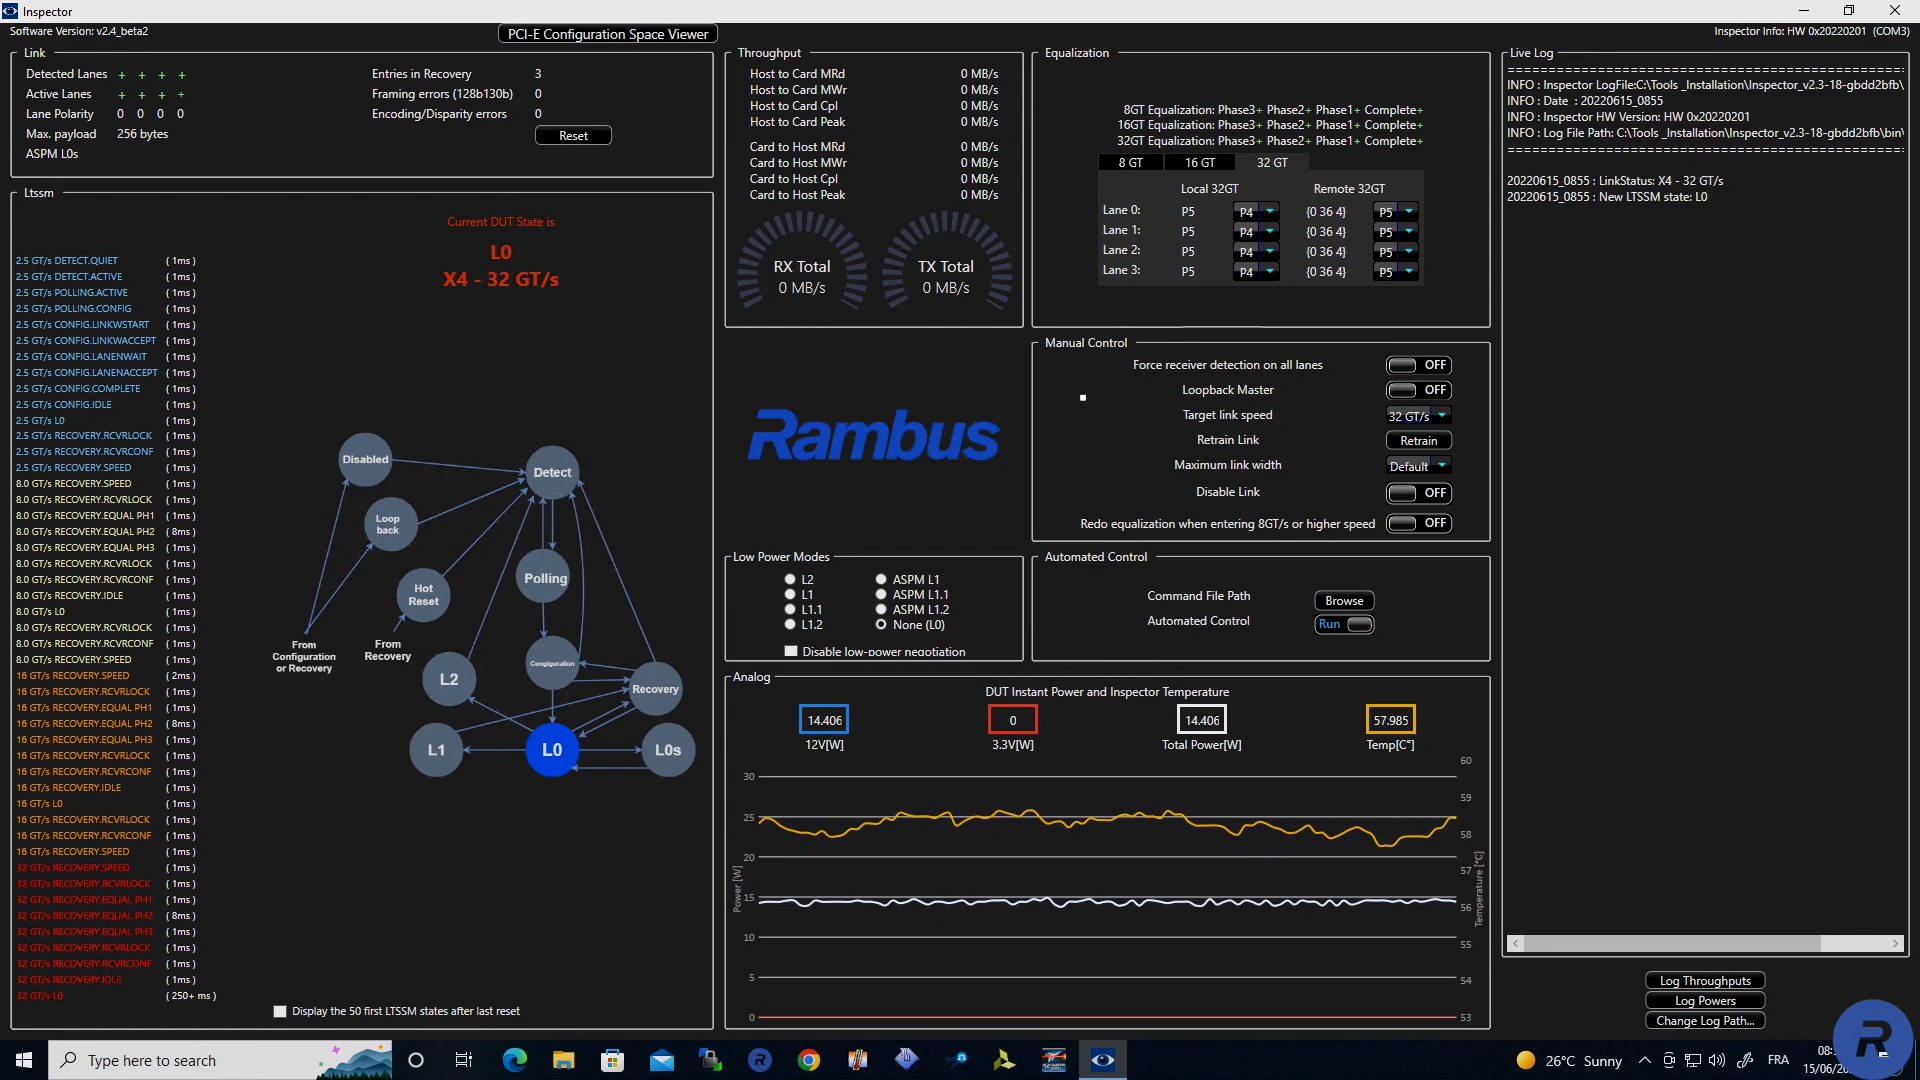 Inspector
Software Version: v2.4_beta2
PCI-E Configuration Space Viewer
Inspector Info: HW 0x20220201 (COM3)
Link
Detected Lanes + + + +
Active Lanes + + + +
Lane Polarity 0 0 0 0
Max. payload 256 bytes
ASPM L0s
Entries in Recovery 3
Framing errors (128b130b) 0
Encoding/Disparity errors 0
Reset
Ltssm
Current DUT State is
L0
X4 - 32 GT/s
2.5 GT/s DETECT.QUIET (1ms)
2.5 GT/s DETECT.ACTIVE (1ms)
2.5 GT/s POLLING.ACTIVE (1ms)
2.5 GT/s POLLING.CONFIG (1ms)
2.5 GT/s CONFIG.LINKWSTART (1ms)
2.5 GT/s CONFIG.LINKWACCEPT (1ms)
2.5 GT/s CONFIG.LANENWAIT (1ms)
2.5 GT/s CONFIG.LANENACCEPT (1ms)
2.5 GT/s CONFIG.COMPLETE (1ms)
2.5 GT/s CONFIG.IDLE (1ms)
2.5 GT/s L0 (1ms)
2.5 GT/s RECOVERY.RCVRLOCK (1ms)
2.5 GT/s RECOVERY.RCVRCONF (1ms)
2.5 GT/s RECOVERY.SPEED (1ms)
8.0 GT/s RECOVERY.SPEED (1ms)
8.0 GT/s RECOVERY.RCVRLOCK (1ms)
8.0 GT/s RECOVERY.EQUAL PH1 (1ms)
8.0 GT/s RECOVERY.EQUAL PH2 (8ms)
8.0 GT/s RECOVERY.EQUAL PH3 (1ms)
8.0 GT/s RECOVERY.RCVRLOCK (1ms)
8.0 GT/s RECOVERY.RCVRCONF (1ms)
8.0 GT/s RECOVERY.IDLE (1ms)
8.0 GT/s L0 (1ms)
8.0 GT/s RECOVERY.RCVRLOCK (1ms)
8.0 GT/s RECOVERY.RCVRCONF (1ms)
8.0 GT/s RECOVERY.SPEED (1ms)
16 GT/s RECOVERY.SPEED (2ms)
16 GT/s RECOVERY.RCVRLOCK (1ms)
16 GT/s RECOVERY.EQUAL PH1 (1ms)
16 GT/s RECOVERY.EQUAL PH2 (8ms)
16 GT/s RECOVERY.EQUAL PH3 (1ms)
16 GT/s RECOVERY.RCVRLOCK (1ms)
16 GT/s RECOVERY.RCVRCONF (1ms)
16 GT/s RECOVERY.IDLE (1ms)
16 GT/s L0 (1ms)
16 GT/s RECOVERY.RCVRLOCK (1ms)
16 GT/s RECOVERY.RCVRCONF (1ms)
16 GT/s RECOVERY.SPEED (1ms)
32 GT/s RECOVERY.SPEED (1ms)
32 GT/s RECOVERY.RCVRLOCK (1ms)
32 GT/s RECOVERY.EQUAL PH1 (1ms)
32 GT/s RECOVERY.EQUAL PH2 (8ms)
32 GT/s RECOVERY.EQUAL PH3 (1ms)
32 GT/s RECOVERY.RCVRLOCK (1ms)
32 GT/s RECOVERY.RCVRCONF (1ms)
32 GT/s RECOVERY.IDLE (1ms)
32 GT/s L0 (250+ ms)
Disabled
Detect
Loop
back
Polling
Hot
Reset
From
Configuration
or Recovery
From
Recovery
Congiguration
L2
Recovery
L1
L0
L0s
Display the 50 first LTSSM states after last reset
Throughput
Host to Card MRd 0 MB/s
Host to Card MWr 0 MB/s
Host to Card Cpl 0 MB/s
Host to Card Peak 0 MB/s
Card to Host MRd 0 MB/s
Card to Host MWr 0 MB/s
Card to Host Cpl 0 MB/s
Card to Host Peak 0 MB/s
RX Total
0 MB/s
TX Total
0 MB/s
Rambus
Equalization
8GT Equalization: Phase3+ Phase2+ Phase1+ Complete+
16GT Equalization: Phase3+ Phase2+ Phase1+ Complete+
32GT Equalization: Phase3+ Phase2+ Phase1+ Complete+
8 GT 16 GT 32 GT
Local 32GT Remote 32GT
Lane 0: P5 P4 {0 36 4} P5
Lane 1: P5 P4 {0 36 4} P5
Lane 2: P5 P4 {0 36 4} P5
Lane 3: P5 P4 {0 36 4} P5
Manual Control
Force receiver detection on all lanes OFF
Loopback Master OFF
Target link speed 32 GT/s
Retrain Link Retrain
Maximum link width Default
Disable Link OFF
Redo equalization when entering 8GT/s or higher speed OFF
Low Power Modes
L2 ASPM L1
L1 ASPM L1.1
L1.1 ASPM L1.2
L1.2 None (L0)
Disable low-power negotiation
Automated Control
Command File Path Browse
Automated Control Run
Analog
DUT Instant Power and Inspector Temperature
14.406 0 14.406 57.985
12V[W] 3.3V[W] Total Power[W] Temp[C°]
Power [W]
30
25
20
15
10
5
0
60
59
58
57
56
55
54
53
Temperature [°C]
Live Log
INFO : Inspector LogFile:C:\Tools _Installation\Inspector_v2.3-18-gbdd2bfb\
INFO : Date : 20220615_0855
INFO : Inspector HW Version: HW 0x20220201
INFO : Log File Path: C:\Tools _Installation\Inspector_v2.3-18-gbdd2bfb\bin\
20220615_0855 : LinkStatus: X4 - 32 GT/s
20220615_0855 : New LTSSM state: L0
Log Throughputs
Log Powers
Change Log Path...
Type here to search
26°C Sunny
FRA
R